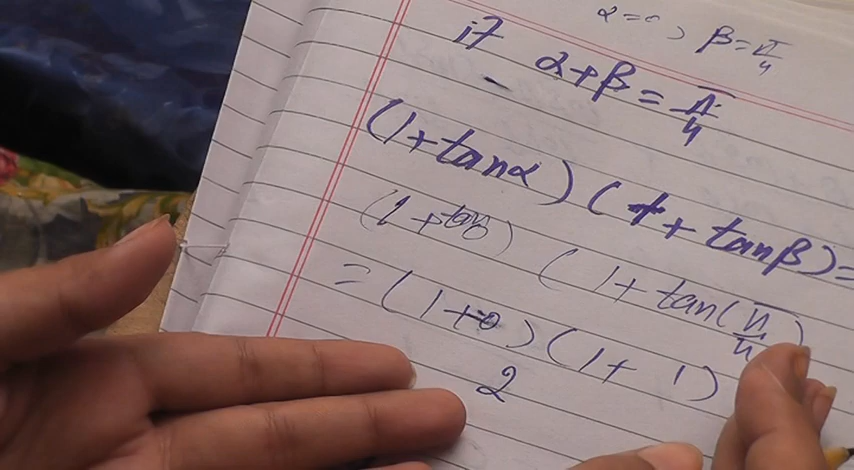 α=0, β=π/4
if α+β=π/4
(1+tanα)(1+tanβ)=
(1+tan0)(1+tan(π/4)
=(1+0)(1+1)
2